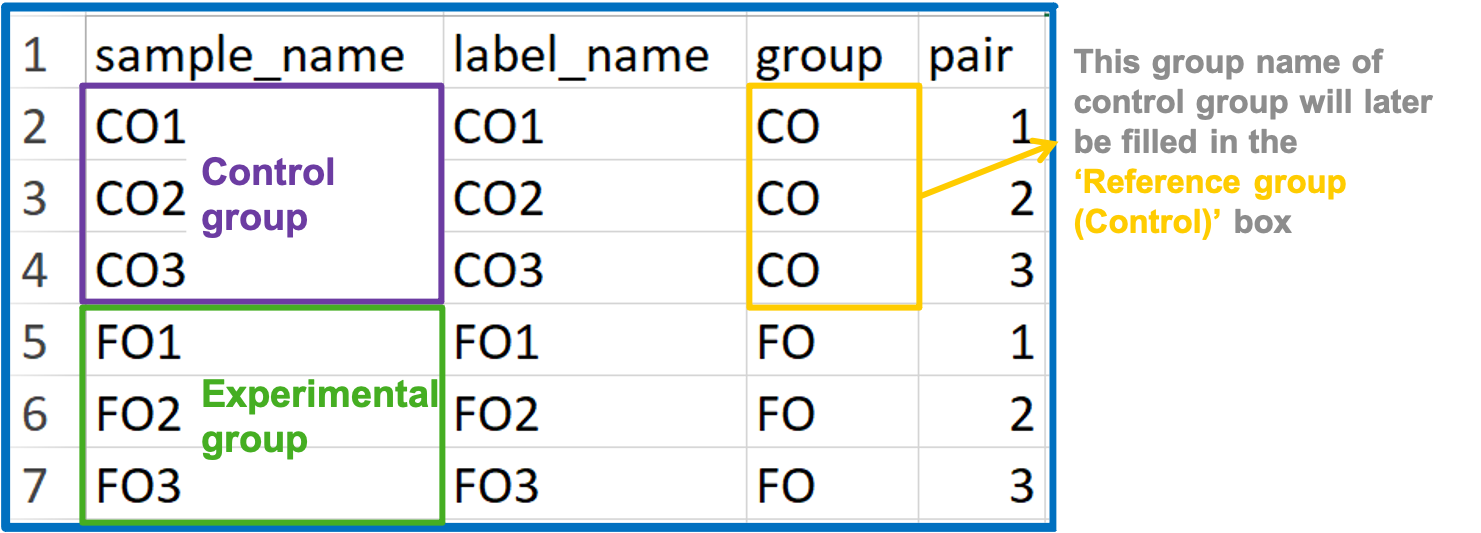 1 sample_name label_name group pair
2 CO1 CO1 CO 1
3 CO2 CO2 CO 2
4 CO3 CO3 CO 3
5 FO1 FO1 FO 1
6 FO2 FO2 FO 2
7 FO3 FO3 FO 3
Control
group
Experimental
group
This group name of
control group will later
be filled in the
‘Reference group
(Control)’ box